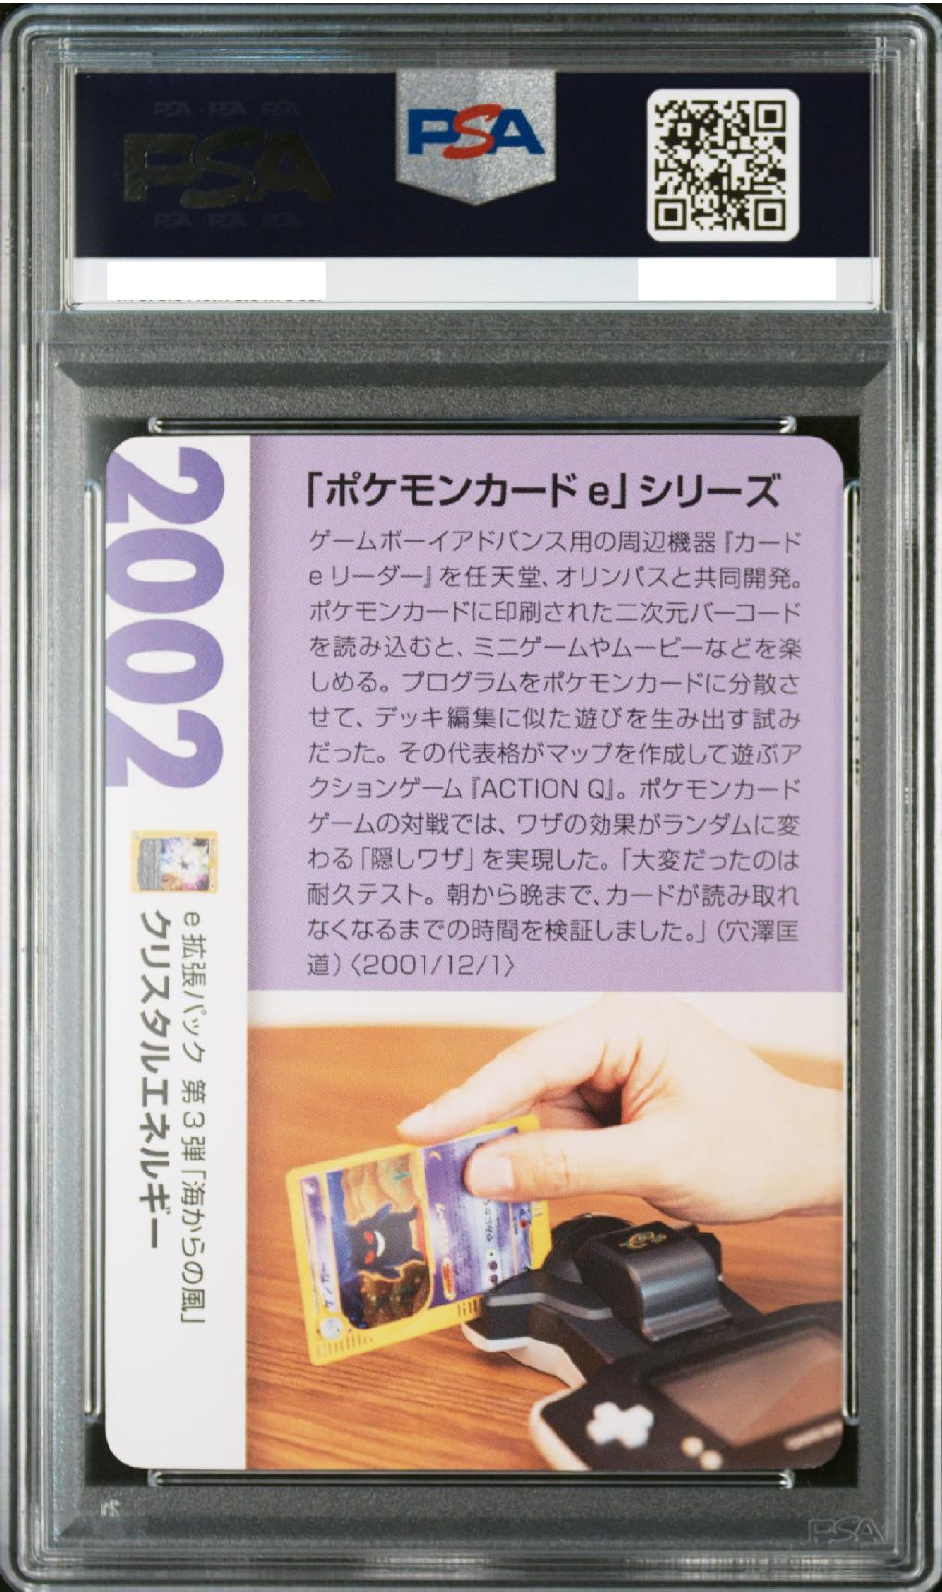 PSA PSA PSA
PSA
PSA PSA PSA
PSA
2002
「ポケモンカードe」シリーズ
ゲームボーイアドバンス用の周辺機器『カード
eリーダー』を任天堂、オリンパスと共同開発。
ポケモンカードに印刷された二次元バーコード
を読み込むと、ミニゲームやムービーなどを楽
しめる。プログラムをポケモンカードに分散さ
せて、デッキ編集に似た遊びを生み出す試み
だった。その代表格がマップを作成して遊ぶア
クションゲーム『ACTION Q』。ポケモンカード
ゲームの対戦では、ワザの効果がランダムに変
わる「隠しワザ」を実現した。「大変だったのは
耐久テスト。朝から晩まで、カードが読み取れ
なくなるまでの時間を検証しました。」(穴澤匡
道)〈2001/12/1〉
e拡張パック 第3弾「海からの風」
クリスタルエネルギー
ゲンガー
PSA